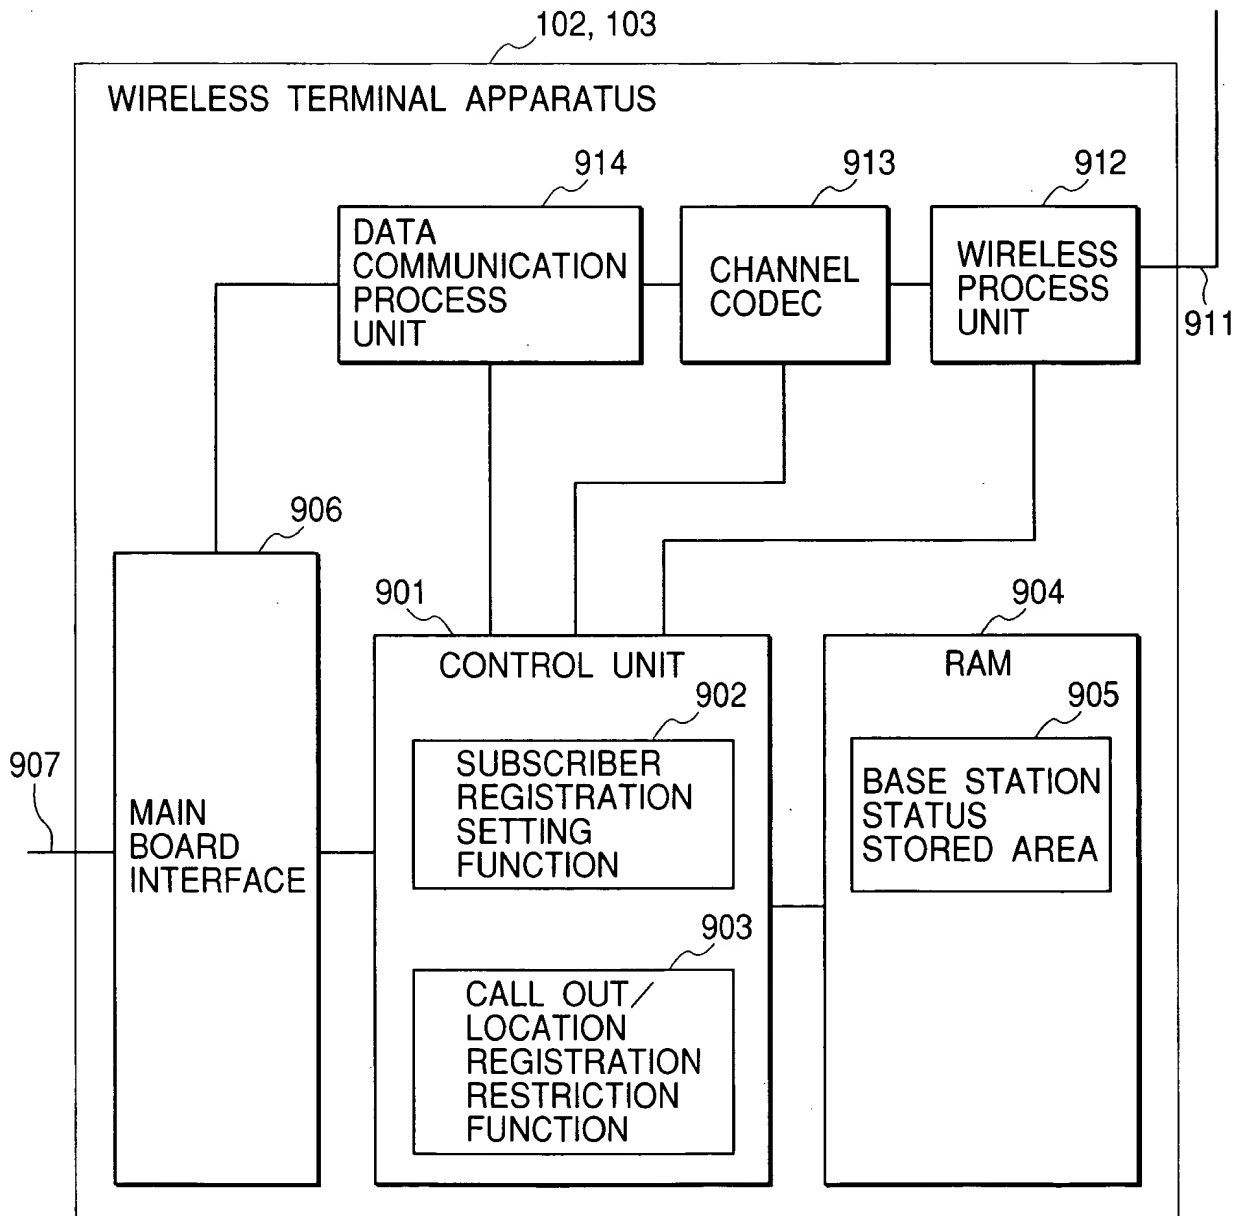 102, 103
WIRELESS TERMINAL APPARATUS
914
913
912
DATA
COMMUNICATION
PROCESS
UNIT
CHANNEL
CODEC
WIRELESS
PROCESS
UNIT
911
906
901
904
CONTROL UNIT
RAM
902
905
907
MAIN
BOARD
INTERFACE
SUBSCRIBER
REGISTRATION
SETTING
FUNCTION
BASE STATION
STATUS
STORED AREA
903
CALL OUT/
LOCATION
REGISTRATION
RESTRICTION
FUNCTION